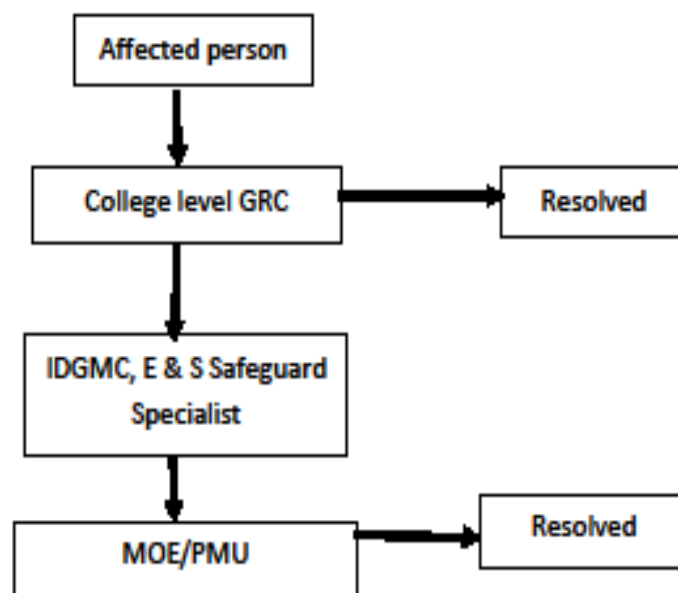 Affected person
College level GRC
Resolved
IDGMC, E & S Safeguard
Specialist
MOE/PMU
Resolved